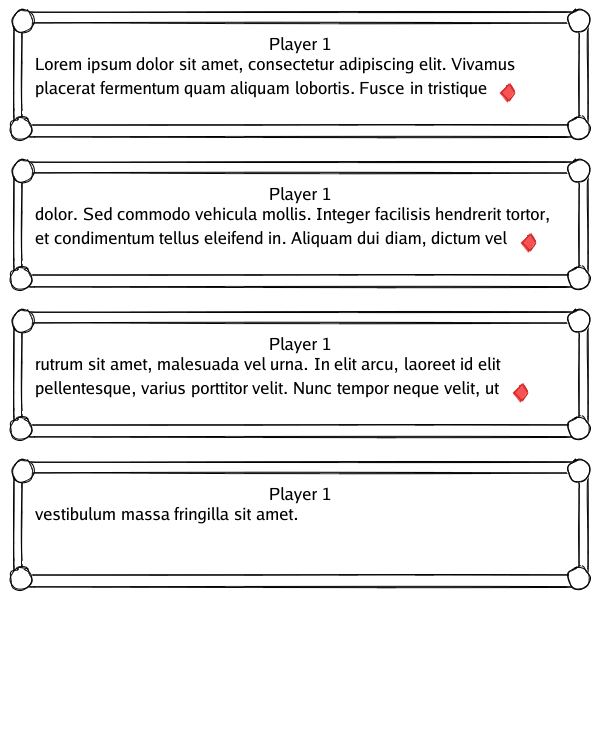 Player 1
Lorem ipsum dolor sit amet, consectetur adipiscing elit. Vivamus
placerat fermentum quam aliquam lobortis. Fusce in tristique
Player 1
dolor. Sed commodo vehicula mollis. Integer facilisis hendrerit tortor,
et condimentum tellus eleifend in. Aliquam dui diam, dictum vel
Player 1
rutrum sit amet, malesuada vel urna. In elit arcu, laoreet id elit
pellentesque, varius porttitor velit. Nunc tempor neque velit, ut
Player 1
vestibulum massa fringilla sit amet.